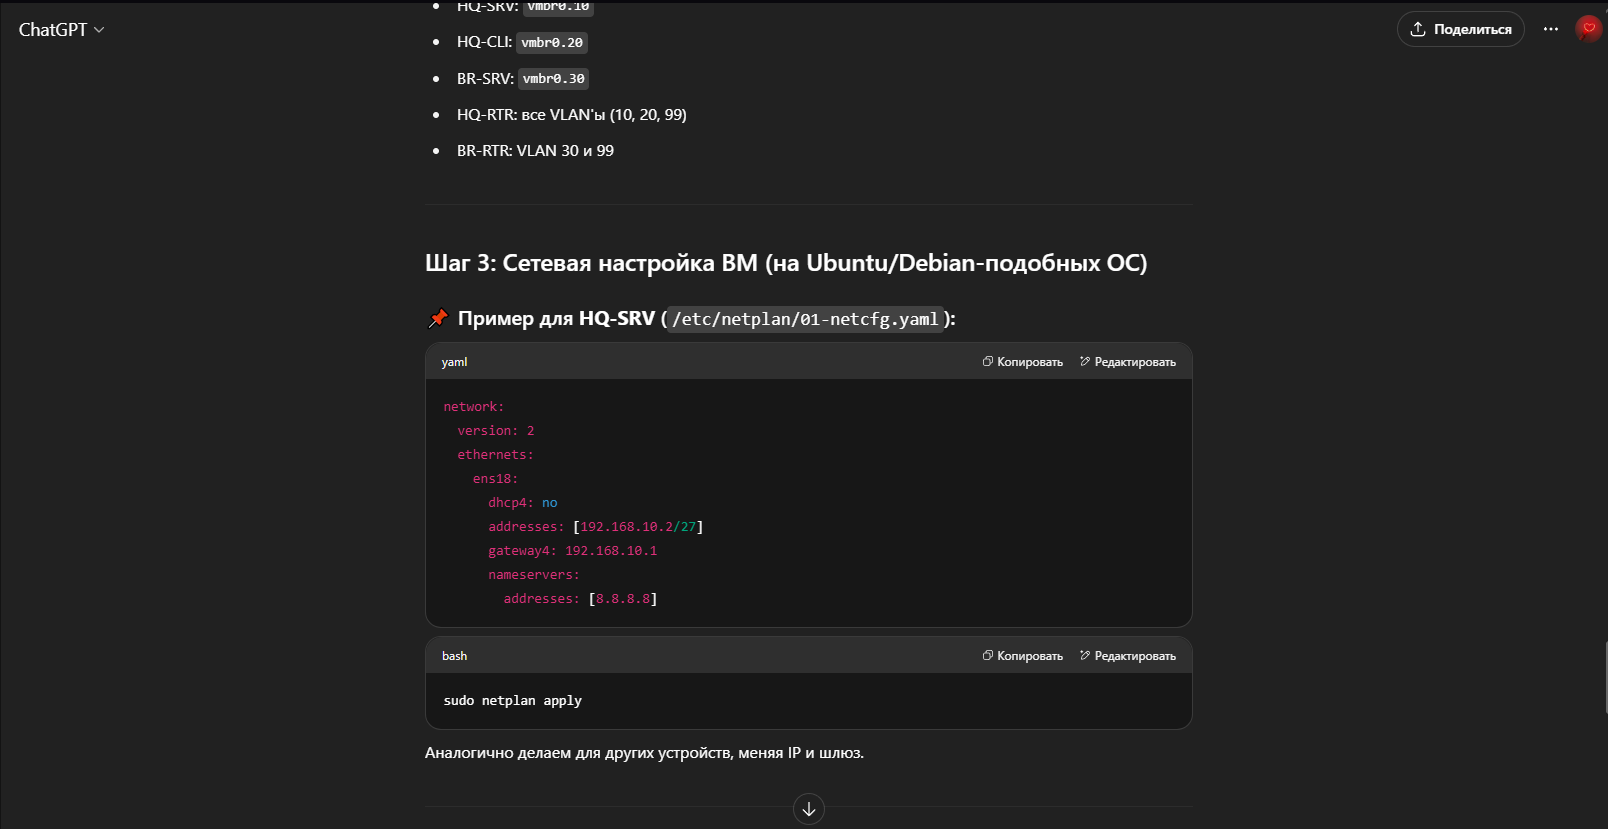 ChatGPT
Поделиться
HQ-SRV: vmbr0.10
HQ-CLI: vmbr0.20
BR-SRV: vmbr0.30
HQ-RTR: все VLAN'ы (10, 20, 99)
BR-RTR: VLAN 30 и 99
Шаг 3: Сетевая настройка ВМ (на Ubuntu/Debian-подобных ОС)
📌 Пример для HQ-SRV (/etc/netplan/01-netcfg.yaml):
yaml Копировать Редактировать
network:
  version: 2
  ethernets:
    ens18:
      dhcp4: no
      addresses: [192.168.10.2/27]
      gateway4: 192.168.10.1
      nameservers:
        addresses: [8.8.8.8]
bash Копировать Редактировать
sudo netplan apply
Аналогично делаем для других устройств, меняя IP и шлюз.